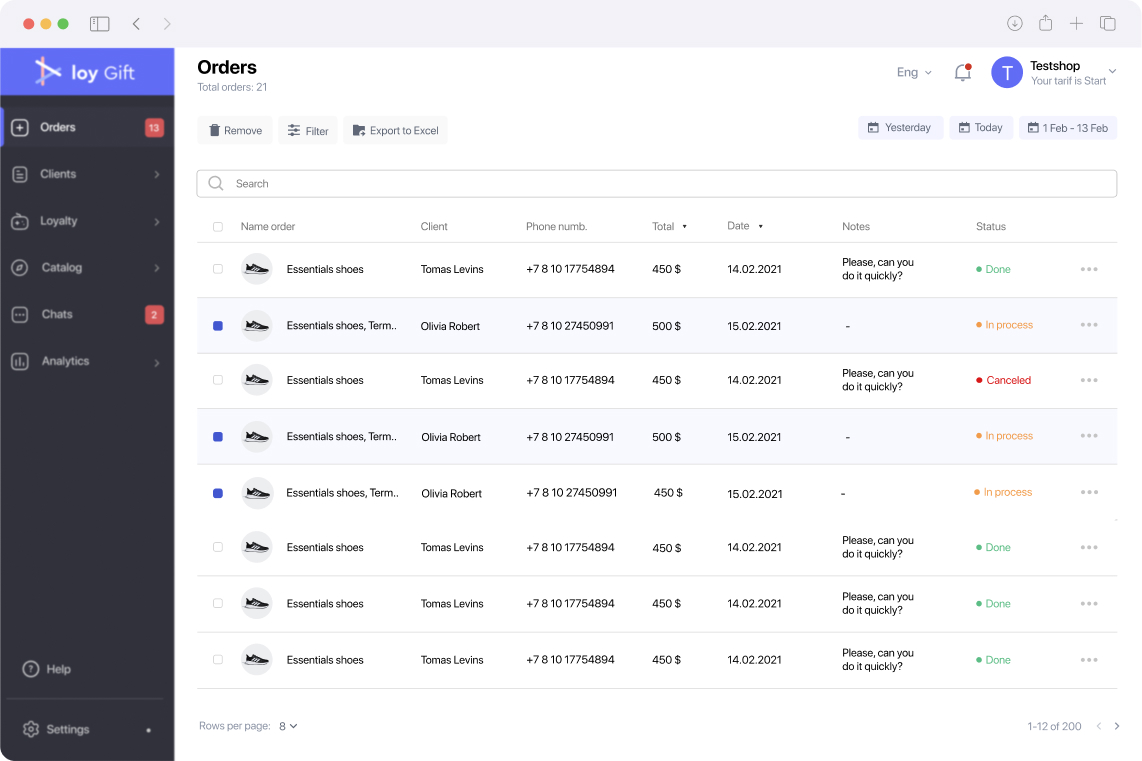 loy Gift
Orders
Total orders: 21
Eng
T
Testshop
Your tarif is Start
Orders 13
Clients
Loyalty
Catalog
Chats 2
Analytics
Help
Settings
Remove
Filter
Export to Excel
Yesterday
Today
1 Feb - 13 Feb
Search
Name order Client Phone numb. Total Date Notes Status
Essentials shoes Tomas Levins +7 8 10 17754894 450 $ 14.02.2021 Please, can you
do it quickly? Done
Essentials shoes, Term.. Olivia Robert +7 8 10 27450991 500 $ 15.02.2021 - In process
Essentials shoes Tomas Levins +7 8 10 17754894 450 $ 14.02.2021 Please, can you
do it quickly? Canceled
Essentials shoes, Term.. Olivia Robert +7 8 10 27450991 500 $ 15.02.2021 - In process
Essentials shoes, Term.. Olivia Robert +7 8 10 27450991 450 $ 15.02.2021 - In process
Essentials shoes Tomas Levins +7 8 10 17754894 450 $ 14.02.2021 Please, can you
do it quickly? Done
Essentials shoes Tomas Levins +7 8 10 17754894 450 $ 14.02.2021 Please, can you
do it quickly? Done
Essentials shoes Tomas Levins +7 8 10 17754894 450 $ 14.02.2021 Please, can you
do it quickly? Done
Rows per page: 8
1-12 of 200